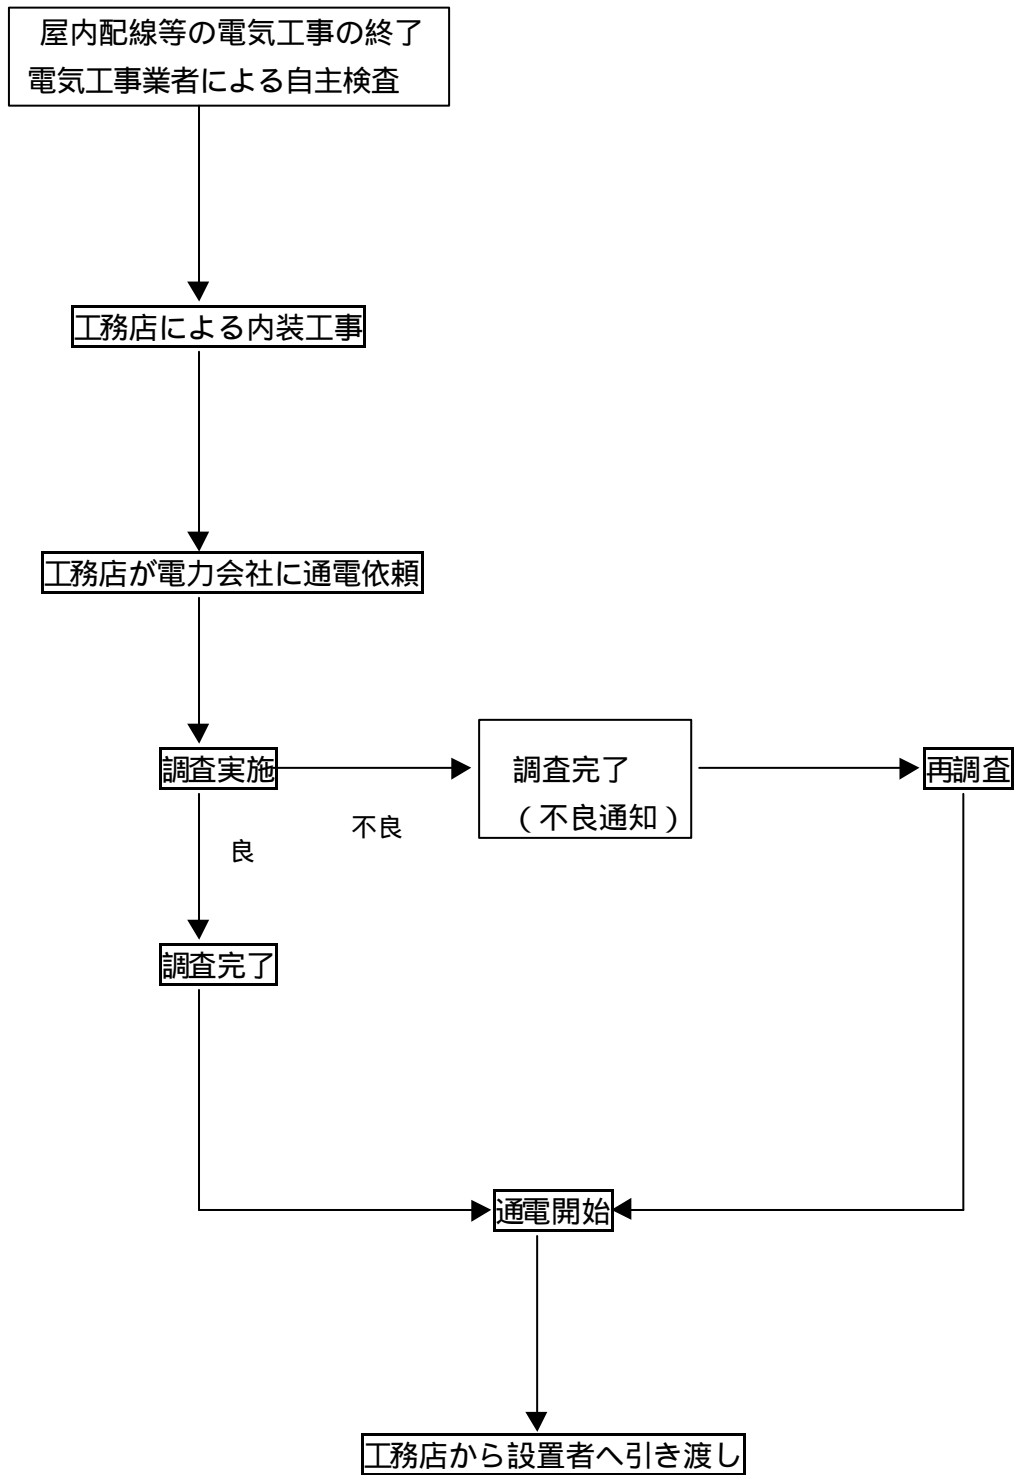 屋内配線等の電気工事の終了
電気工事業者による自主検査
工務店による内装工事
工務店が電力会社に通電依頼
調査実施
調査完了
（不良通知）
再調査
不良
良
調査完了
通電開始
工務店から設置者へ引き渡し